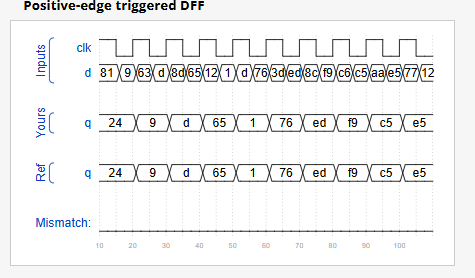 Positive-edge triggered DFF
Inputs
clk
d 81 9 63 d 8d 65 12 1 d 76 3d ed 8c f9 c6 c5 aa e5 77 12
Yours
q 24 9 d 65 1 76 ed f9 c5 e5
Ref
q 24 9 d 65 1 76 ed f9 c5 e5
Mismatch:
10 20 30 40 50 60 70 80 90 100